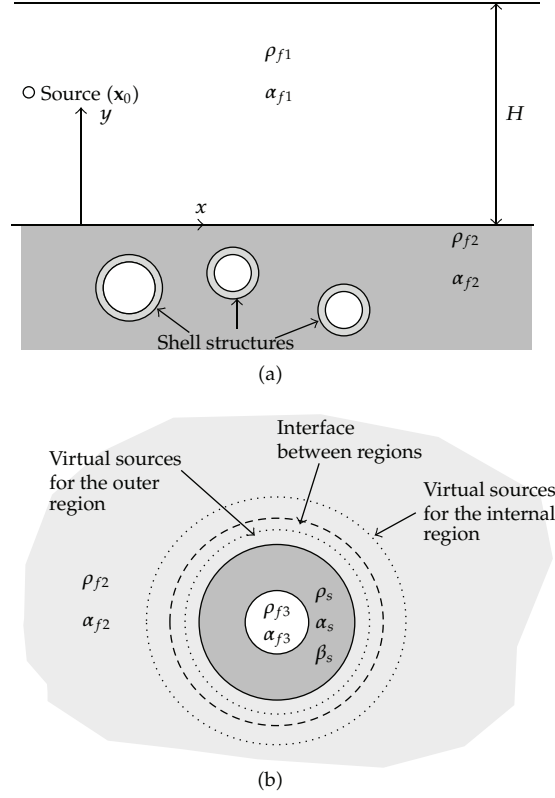 ρf1
αf1
Source (x0)
y
H
x
ρf2
αf2
Shell structures
(a)
Interface
between regions
Virtual sources
for the outer
region
Virtual sources
for the internal
region
ρf2
αf2
ρf3
αf3
ρs
αs
βs
(b)